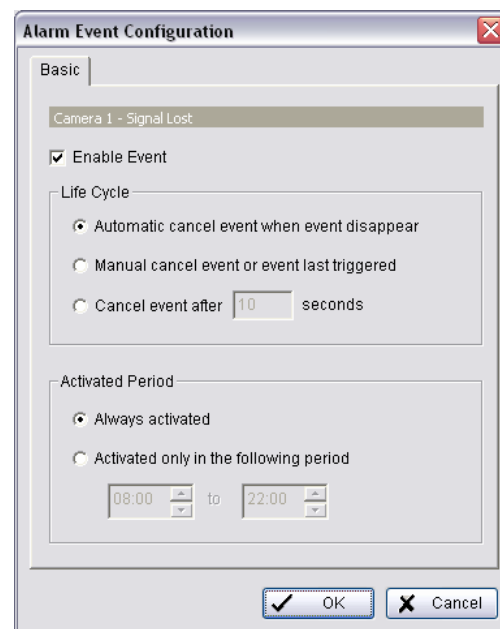 Alarm Event Configuration
Basic
Camera 1 - Signal Lost
Enable Event
Life Cycle
Automatic cancel event when event disappear
Manual cancel event or event last triggered
Cancel event after 10 seconds
Activated Period
Always activated
Activated only in the following period
08:00 to 22:00
OK Cancel